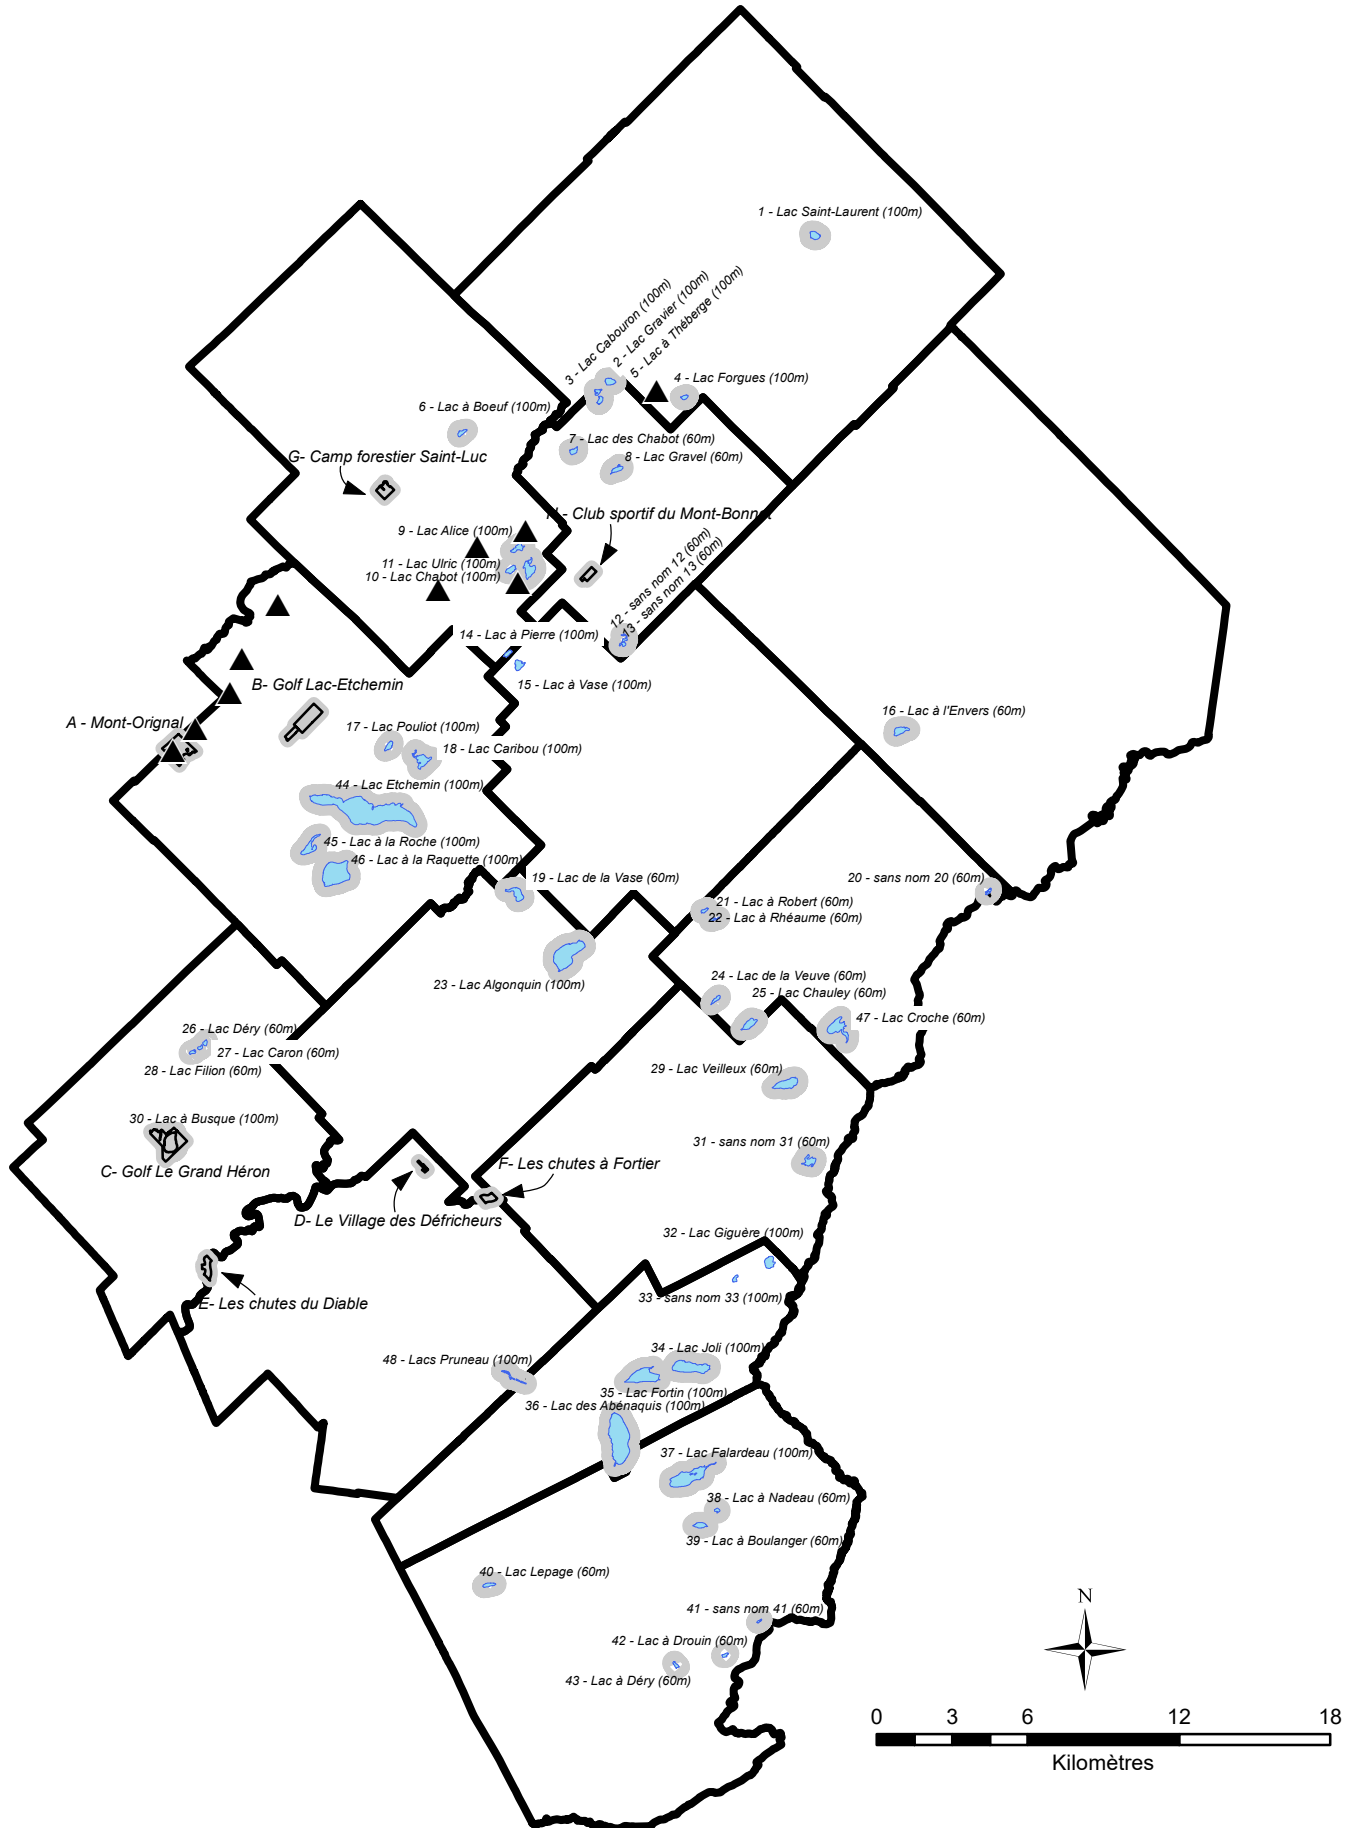 1 - Lac Saint-Laurent (100m)
3 - Lac Cabouron (100m)
2 - Lac Gravier (100m)
5 - Lac à Théberge (100m)
4 - Lac Forgues (100m)
6 - Lac à Boeuf (100m)
7 - Lac des Chabot (60m)
8 - Lac Gravel (60m)
G- Camp forestier Saint-Luc
- Club sportif du Mont-Bonnet
9 - Lac Alice (100m)
11 - Lac Ulric (100m)
10 - Lac Chabot (100m)
12 - sans nom 12 (60m)
13 - sans nom 13 (60m)
14 - Lac à Pierre (100m)
15 - Lac à Vase (100m)
B- Golf Lac-Etchemin
A - Mont-Orignal
17 - Lac Pouliot (100m)
18 - Lac Caribou (100m)
16 - Lac à l'Envers (60m)
44 - Lac Etchemin (100m)
45 - Lac à la Roche (100m)
46 - Lac à la Raquette (100m)
19 - Lac de la Vase (60m)
20 - sans nom 20 (60m)
21 - Lac à Robert (60m)
22 - Lac à Rhéaume (60m)
23 - Lac Algonquin (100m)
24 - Lac de la Veuve (60m)
25 - Lac Chauley (60m)
47 - Lac Croche (60m)
26 - Lac Déry (60m)
27 - Lac Caron (60m)
28 - Lac Filion (60m)
29 - Lac Veilleux (60m)
30 - Lac à Busque (100m)
C- Golf Le Grand Héron
31 - sans nom 31 (60m)
F- Les chutes à Fortier
D- Le Village des Défricheurs
32 - Lac Giguère (100m)
33 - sans nom 33 (100m)
E- Les chutes du Diable
34 - Lac Joli (100m)
48 - Lacs Pruneau (100m)
35 - Lac Fortin (100m)
36 - Lac des Abénaquis (100m)
37 - Lac Falardeau (100m)
38 - Lac à Nadeau (60m)
39 - Lac à Boulanger (60m)
40 - Lac Lepage (60m)
41 - sans nom 41 (60m)
42 - Lac à Drouin (60m)
43 - Lac à Déry (60m)
N
0 3 6 12 18
Kilomètres